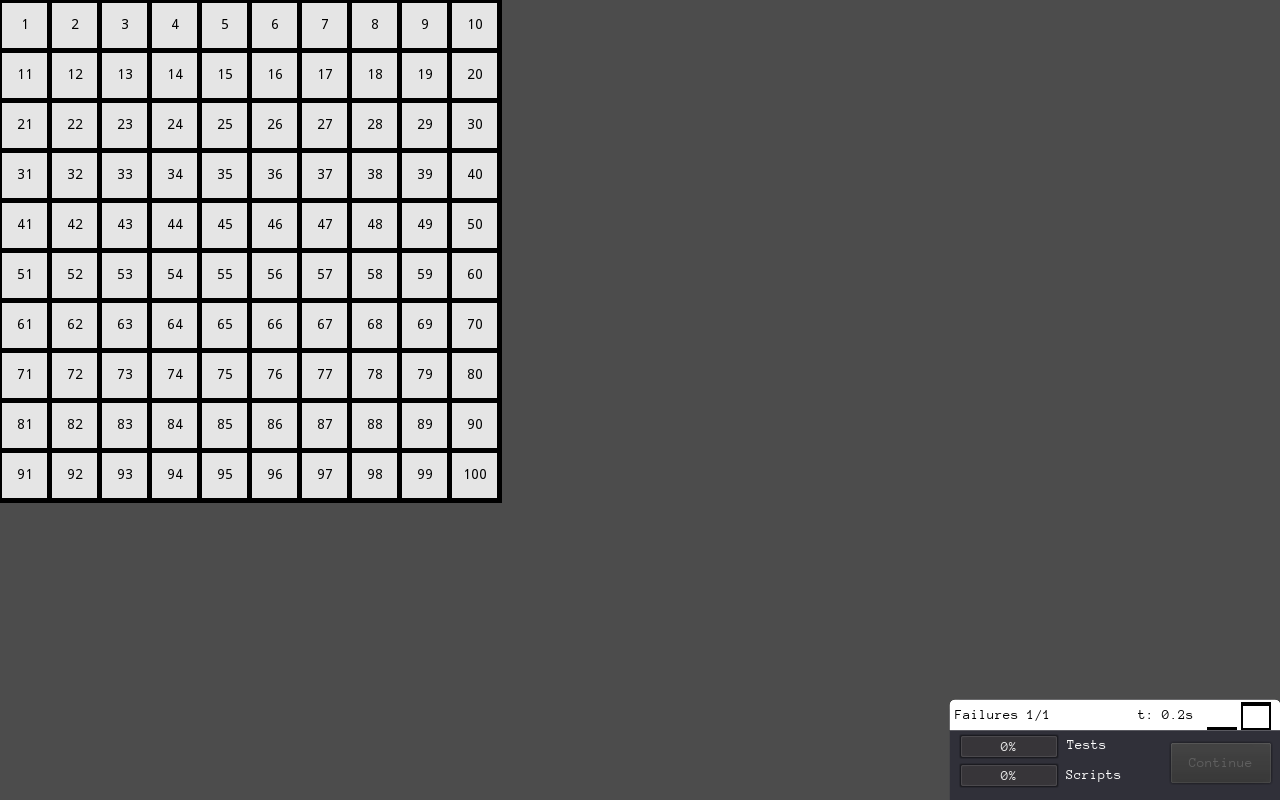 1 2 3 4 5 6 7 8 9 10
11 12 13 14 15 16 17 18 19 20
21 22 23 24 25 26 27 28 29 30
31 32 33 34 35 36 37 38 39 40
41 42 43 44 45 46 47 48 49 50
51 52 53 54 55 56 57 58 59 60
61 62 63 64 65 66 67 68 69 70
71 72 73 74 75 76 77 78 79 80
81 82 83 84 85 86 87 88 89 90
91 92 93 94 95 96 97 98 99 100
Failures 1/1 t: 0.2s
0% Tests
0% Scripts
Continue